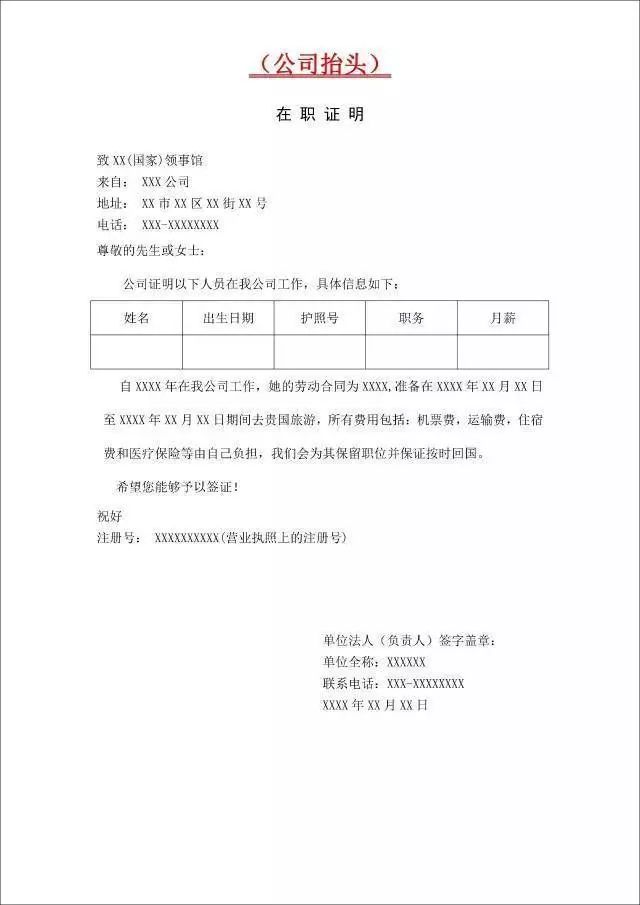 （公司抬头）
在 职 证 明
致 XX(国家)领事馆
来自： XXX 公司
地址： XX 市 XX 区 XX 街 XX 号
电话： XXX-XXXXXXXX
尊敬的先生或女士：
公司证明以下人员在我公司工作，具体信息如下：
姓名 出生日期 护照号 职务 月薪
自 XXXX 年在我公司工作，她的劳动合同为 XXXX,准备在 XXXX 年 XX 月 XX 日
至 XXXX 年 XX 月 XX 日期间去贵国旅游，所有费用包括：机票费，运输费，住宿
费和医疗保险等由自己负担，我们会为其保留职位并保证按时回国。
希望您能够予以签证!
祝好
注册号： XXXXXXXXXX(营业执照上的注册号)
单位法人（负责人）签字盖章：
单位全称：XXXXXX
联系电话：XXX-XXXXXXXX
XXXX 年 XX 月 XX 日